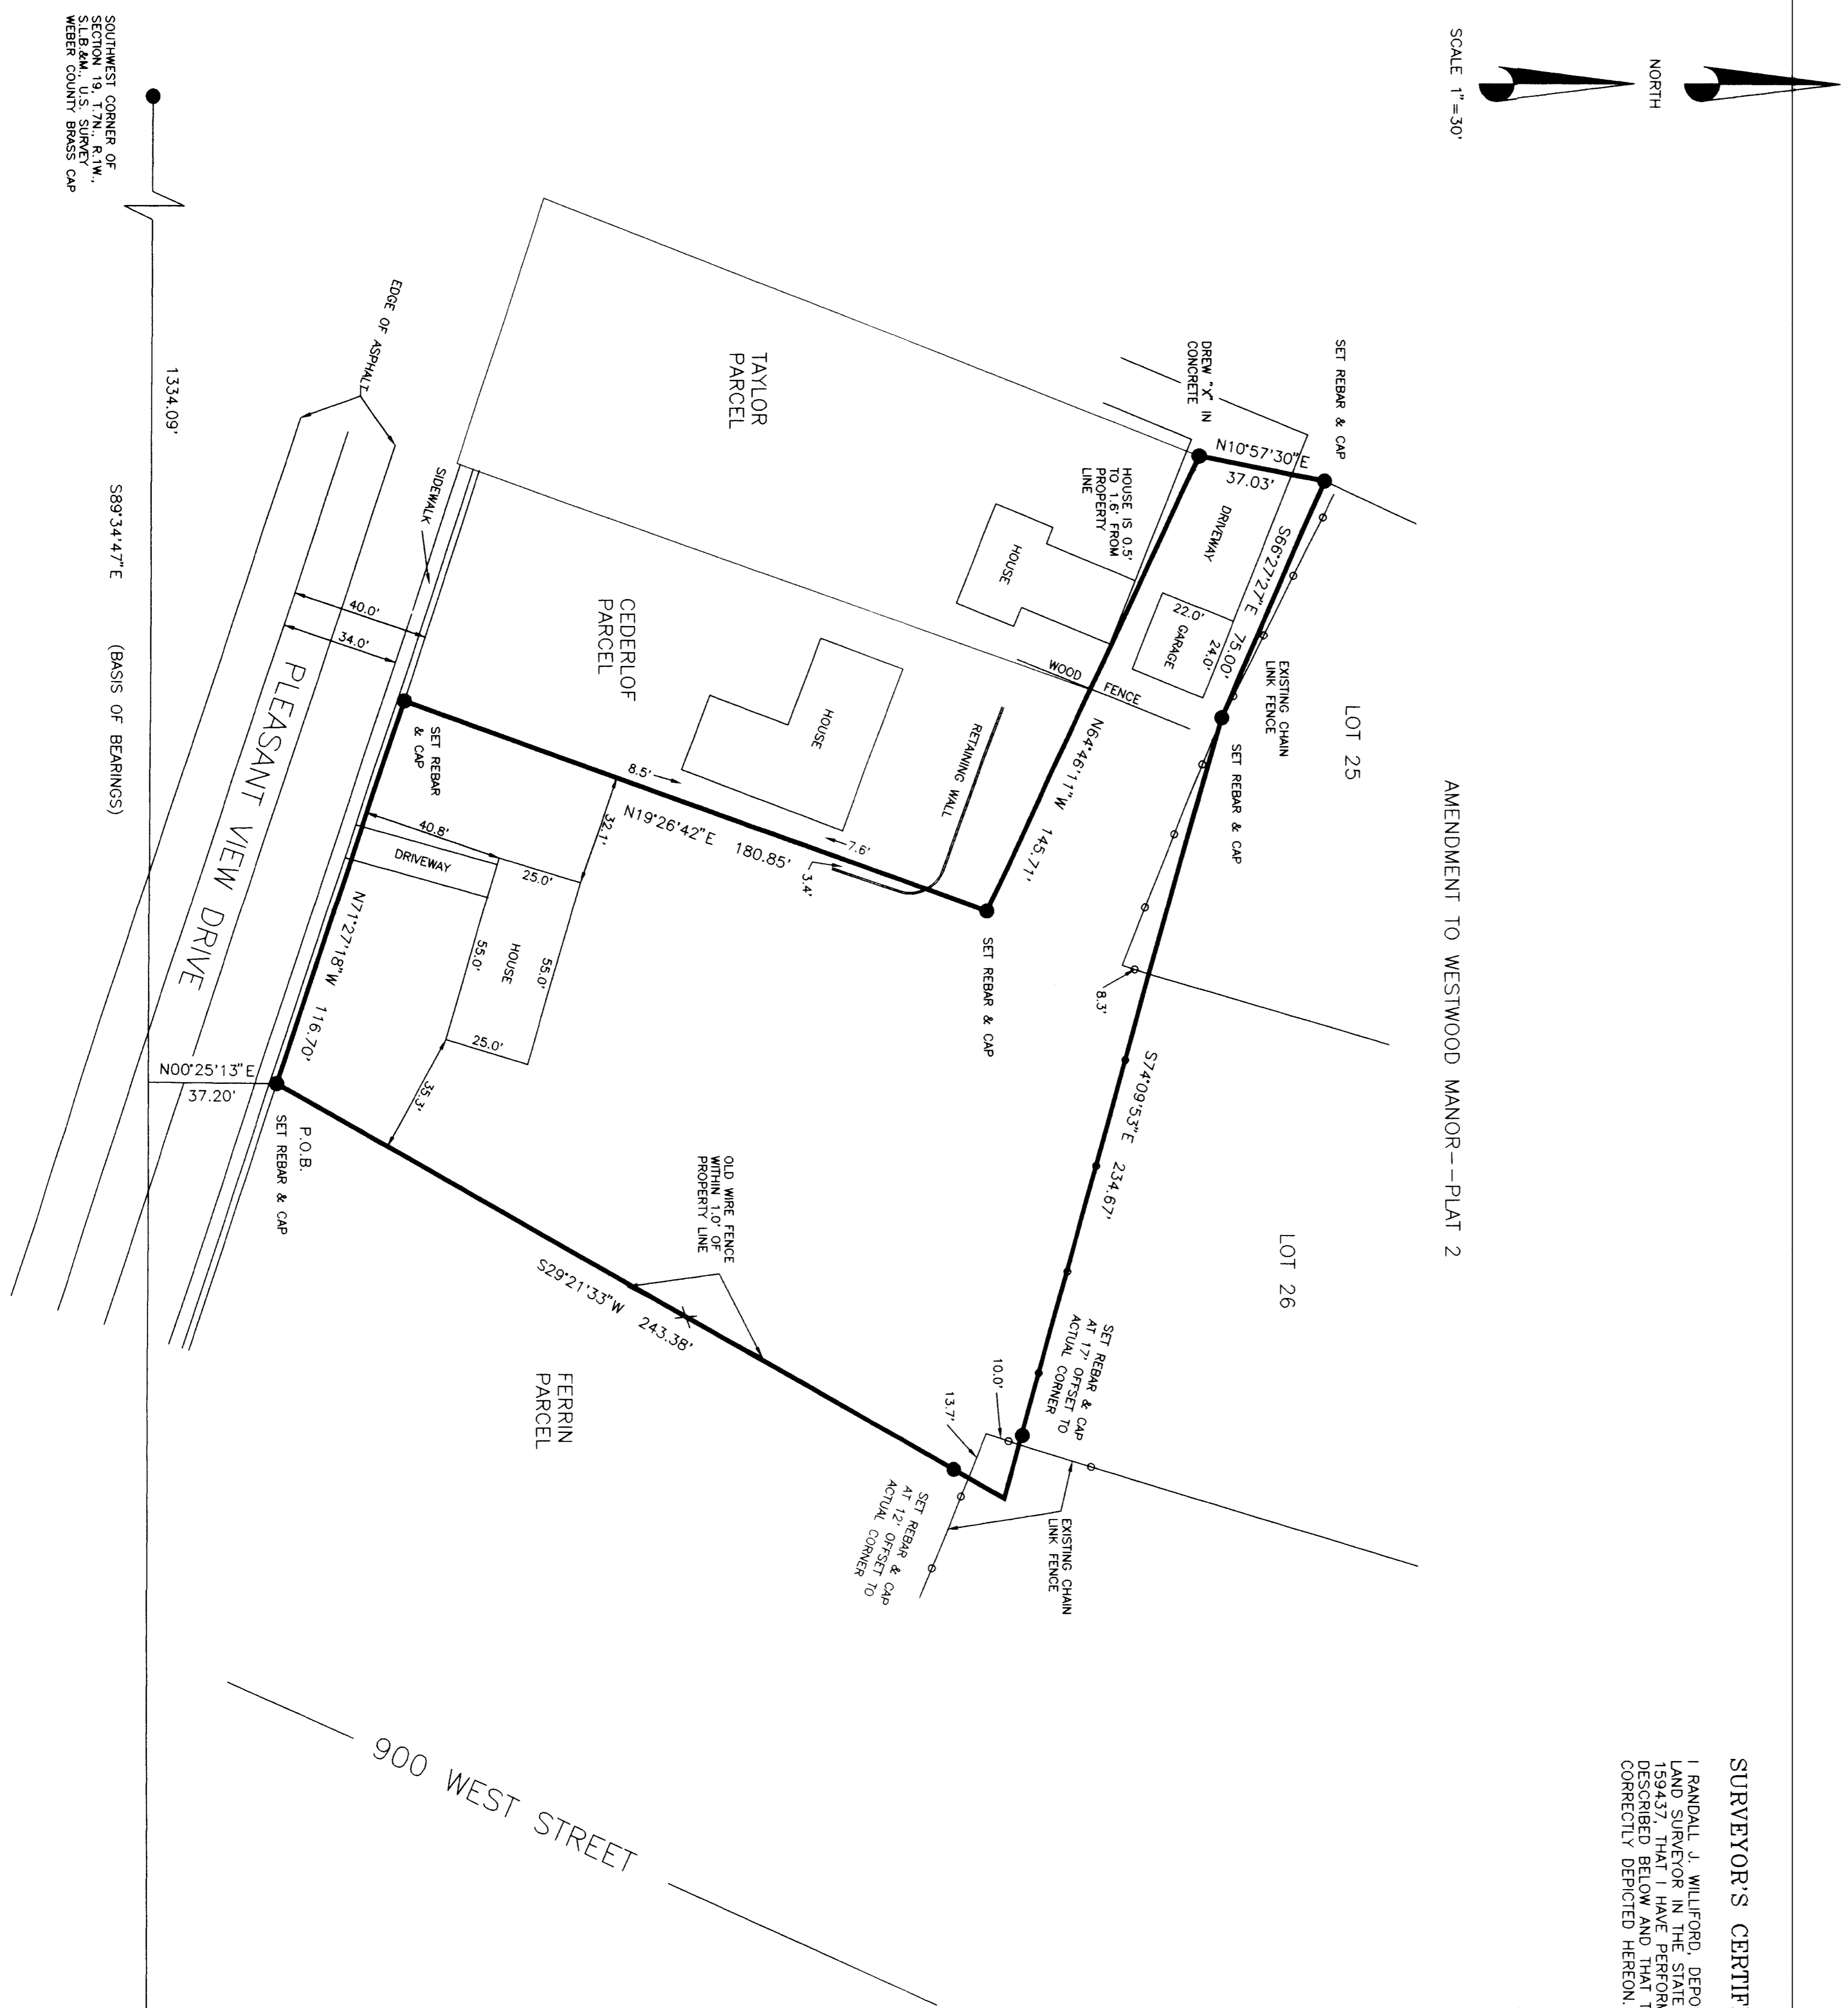 NORTH
SCALE 1"=30'
AMENDMENT TO WESTWOOD MANOR--PLAT 2
SURVEYOR'S CERTIF
I RANDALL J. WILLIFORD, DEPO
LAND SURVEYOR IN THE STATE
159437, THAT I HAVE PERFOR
DESCRIBED BELOW AND THAT T
CORRECTLY DEPICTED HEREON.
SET REBAR & CAP
LOT 25
LOT 26
DREW "X" IN
CONCRETE
N10°57'30"E
37.03'
DRIVEWAY
S66°27'27"E 75.00'
22.0'
24.0'
GARAGE
EXISTING CHAIN
LINK FENCE
SET REBAR & CAP
HOUSE IS 0.5'
TO 1.6' FROM
PROPERTY
LINE
HOUSE
WOOD FENCE
N64°46'11"W 145.71'
8.3'
S74°09'53"E 234.67'
SET REBAR & CAP
AT 17' OFFSET TO
ACTUAL CORNER
10.0'
13.7'
EXISTING CHAIN
LINK FENCE
SET REBAR & CAP
AT 12' OFFSET TO
ACTUAL CORNER
TAYLOR
PARCEL
CEDERLOF
PARCEL
HOUSE
RETAINING WALL
SET REBAR & CAP
8.5'
7.6'
3.4'
N19°26'42"E 180.85'
32.1'
SET REBAR
& CAP
40.8'
DRIVEWAY
25.0'
55.0'
HOUSE
55.0'
25.0'
35.3'
OLD WIRE FENCE
WITHIN 1.0' OF
PROPERTY LINE
S29°21'33"W 243.38'
FERRIN
PARCEL
EDGE OF ASPHALT
SIDEWALK
40.0'
34.0'
PLEASANT VIEW DRIVE
N71°27'18"W 116.70'
P.O.B.
SET REBAR & CAP
N00°25'13"E
37.20'
1334.09'
S89°34'47"E (BASIS OF BEARINGS)
SOUTHWEST CORNER OF
SECTION 19, T.7N., R.1W.,
S.L.B.&M., U.S. SURVEY
WEBER COUNTY BRASS CAP
900 WEST STREET